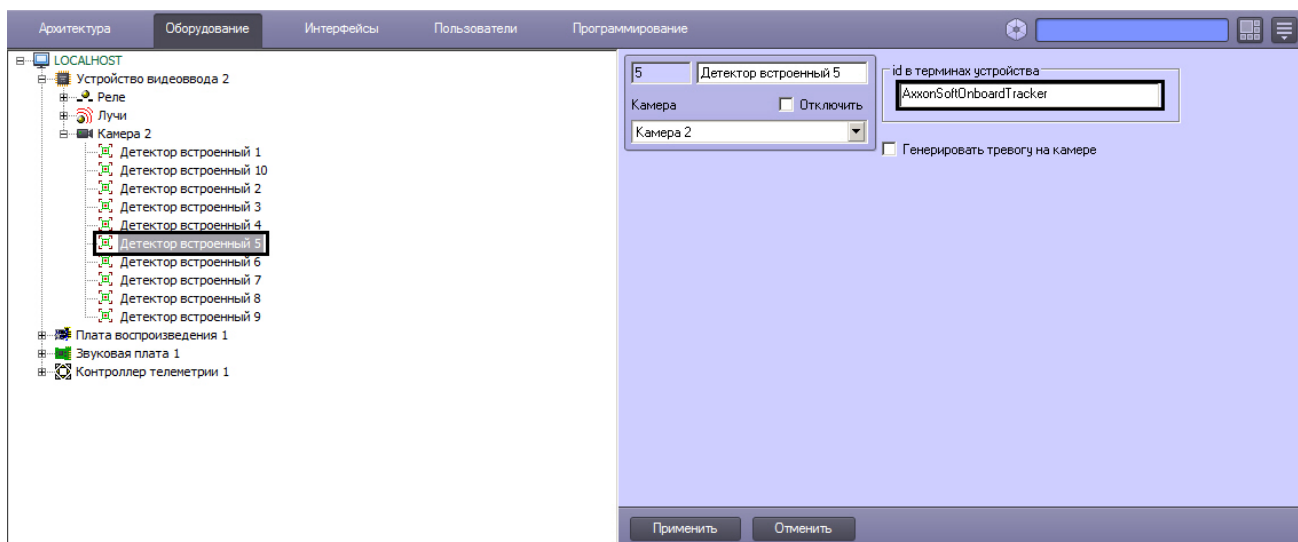 Архитектура Оборудование Интерфейсы Пользователи Программирование
LOCALHOST
Устройство видеоввода 2
Реле
Лучи
Камера 2
Детектор встроенный 1
Детектор встроенный 10
Детектор встроенный 2
Детектор встроенный 3
Детектор встроенный 4
Детектор встроенный 5
Детектор встроенный 6
Детектор встроенный 7
Детектор встроенный 8
Детектор встроенный 9
Плата воспроизведения 1
Звуковая плата 1
Контроллер телеметрии 1
5 Детектор встроенный 5
Камера Отключить
Камера 2
id в терминах устройства
AxxonSoftOnboardTracker
Генерировать тревогу на камере
Применить Отменить